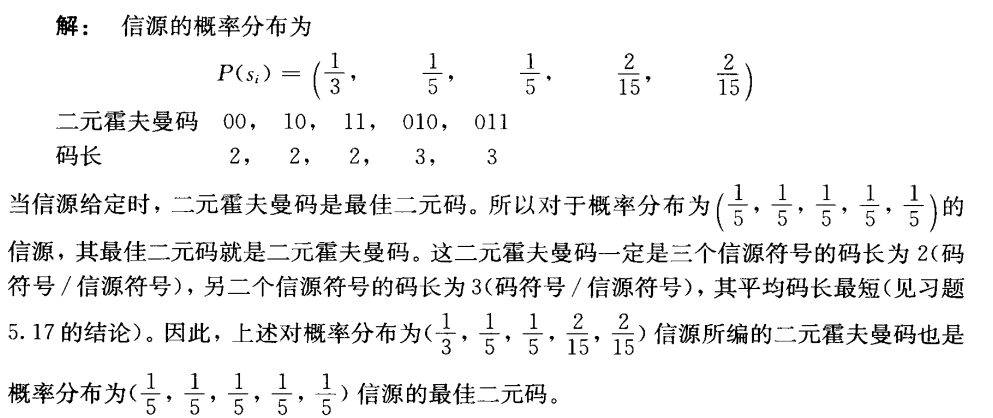 解： 信源的概率分布为
P(sᵢ) = (1/3, 1/5, 1/5, 2/15, 2/15)
二元霍夫曼码 00, 10, 11, 010, 011
码长 2, 2, 2, 3, 3
当信源给定时，二元霍夫曼码是最佳二元码。所以对于概率分布为(1/5, 1/5, 1/5, 1/5, 1/5)的
信源，其最佳二元码就是二元霍夫曼码。这二元霍夫曼码一定是三个信源符号的码长为 2(码
符号/信源符号)，另二个信源符号的码长为 3(码符号/信源符号)，其平均码长最短(见习题
5.17 的结论)。因此，上述对概率分布为(1/3, 1/5, 1/5, 2/15, 2/15)信源所编的二元霍夫曼码也是
概率分布为(1/5, 1/5, 1/5, 1/5, 1/5)信源的最佳二元码。